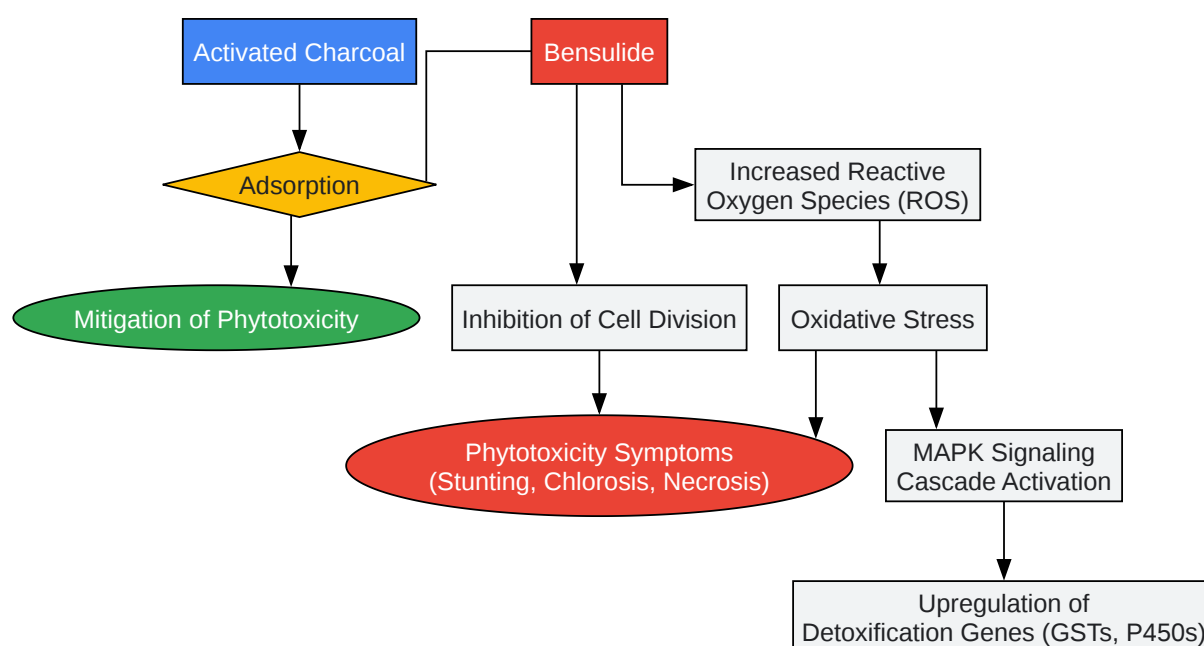 Activated Charcoal
Bensulide
Adsorption
Increased Reactive
Oxygen Species (ROS)
Mitigation of Phytotoxicity
Inhibition of Cell Division
Oxidative Stress
Phytotoxicity Symptoms
(Stunting, Chlorosis, Necrosis)
MAPK Signaling
Cascade Activation
Upregulation of
Detoxification Genes (GSTs, P450s)